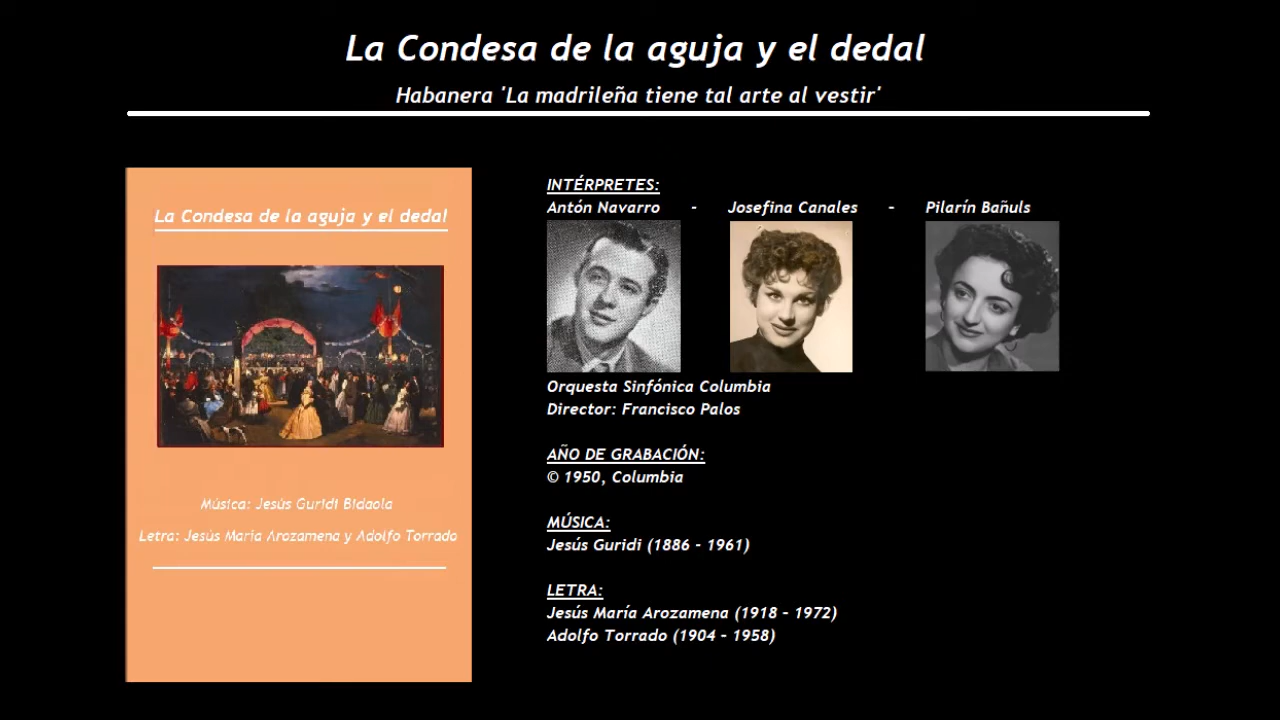 La Condesa de la aguja y el dedal
Habanera 'La madrileña tiene tal arte al vestir'
La Condesa de la aguja y el dedal
Música: Jesús Guridi Bidaola
Letra: Jesús María Arozamena y Adolfo Torrado
INTÉRPRETES:
Antón Navarro - Josefina Canales - Pilarín Bañuls
Orquesta Sinfónica Columbia
Director: Francisco Palos
AÑO DE GRABACIÓN:
© 1950, Columbia
MÚSICA:
Jesús Guridi (1886 - 1961)
LETRA:
Jesús María Arozamena (1918 - 1972)
Adolfo Torrado (1904 - 1958)